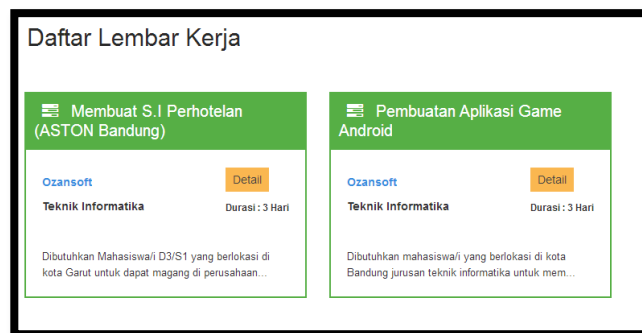 Daftar Lembar Kerja
Membuat S.I Perhotelan
(ASTON Bandung)
Ozansoft
Detail
Teknik Informatika
Durasi : 3 Hari
Dibutuhkan Mahasiswa/i D3/S1 yang berlokasi di
kota Garut untuk dapat magang di perusahaan...
Pembuatan Aplikasi Game
Android
Ozansoft
Detail
Teknik Informatika
Durasi : 3 Hari
Dibutuhkan mahasiswa/i yang berlokasi di kota
Bandung jurusan teknik informatika untuk mem...